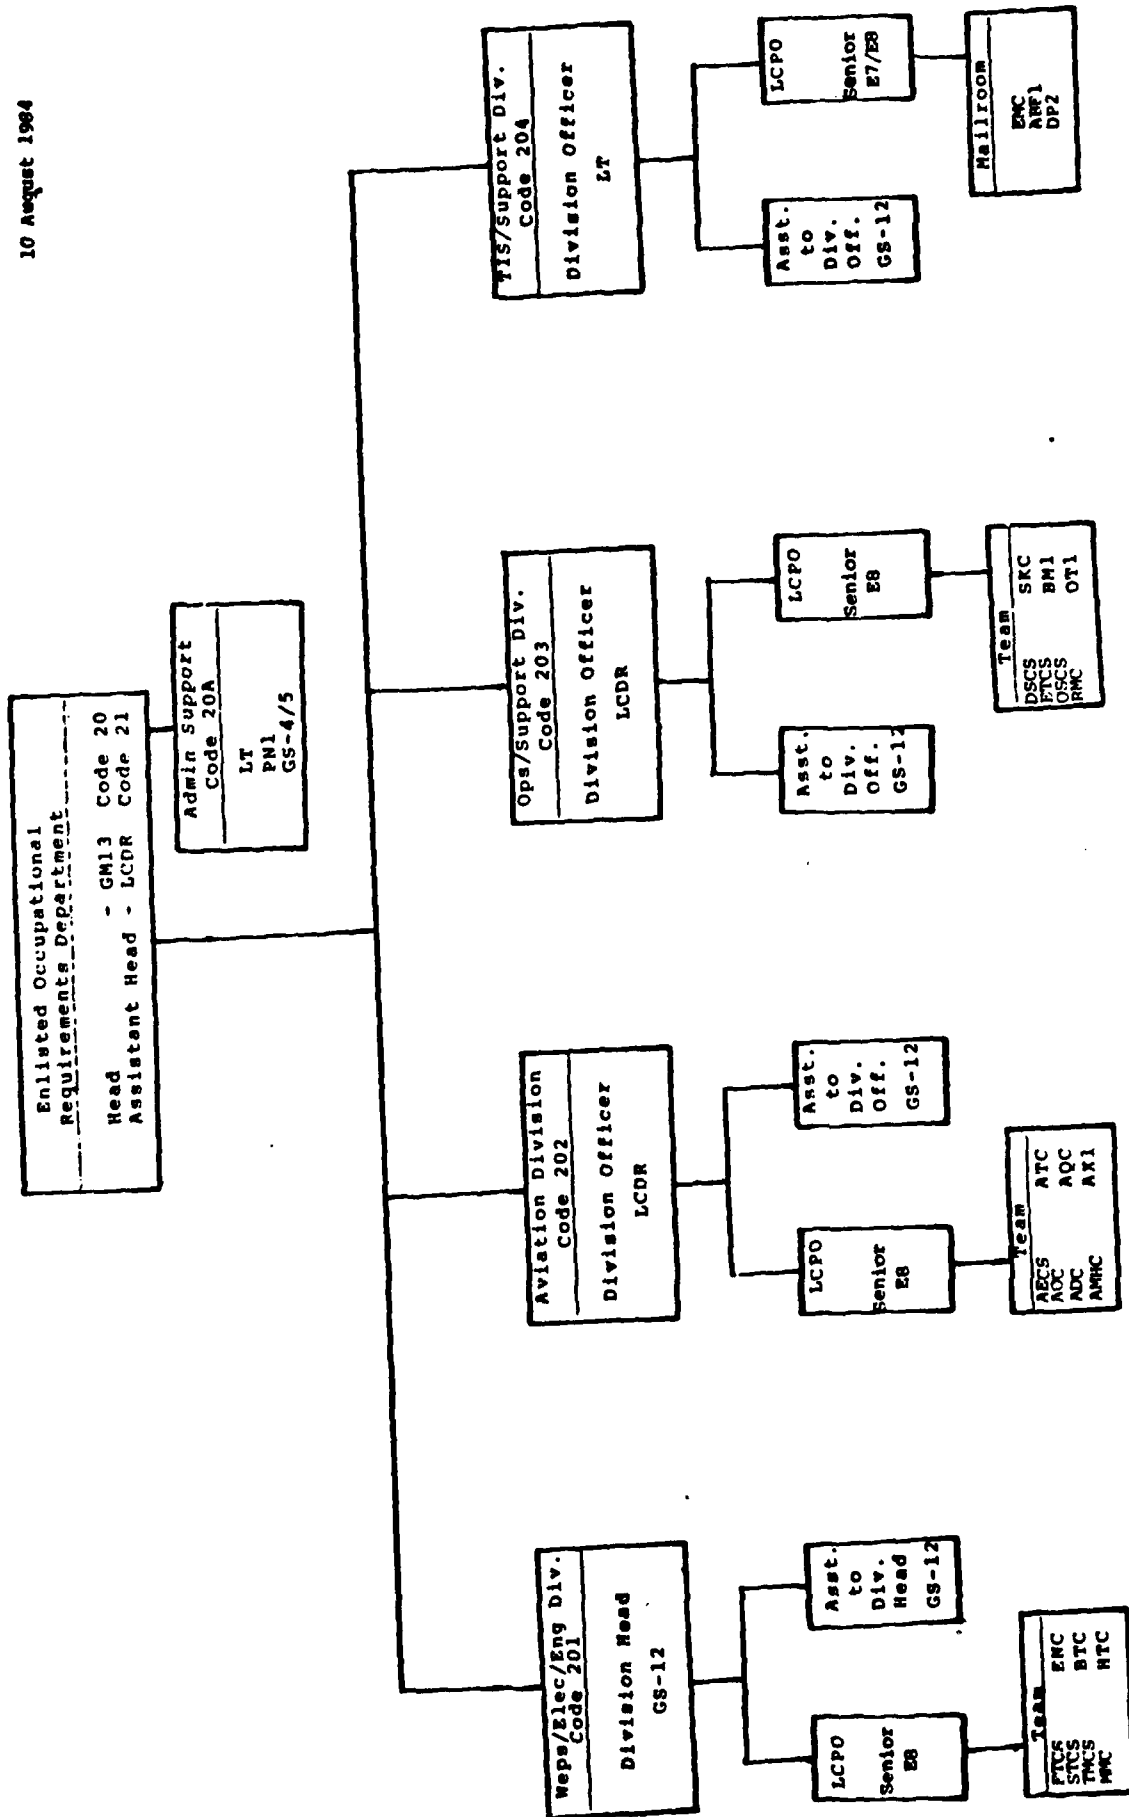 10 August 1984
Enlisted Occupational
Requirements Department
Head - GM13 Code 20
Assistant Head - LCDR Code 21
Admin Support
Code 20A
LT
PN1
GS-4/5
Weps/Elec/Eng Div.
Code 201
Division Head
GS-12
LCPO
Senior
E8
Asst.
to
Div.
Head
GS-12
Team
FTCS ENC
STCS BTC
TMCS HTC
MMC
Aviation Division
Code 202
Division Officer
LCDR
LCPO
Senior
E8
Asst.
to
Div.
Off.
GS-12
Team
AECS ATC
AOC AQC
ADC AX1
AMHC
Ops/Support Div.
Code 203
Division Officer
LCDR
Asst.
to
Div.
Off.
GS-12
LCPO
Senior
E8
Team
DSCS SKC
ETCS BM1
OSCS OT1
RMC
TIS/Support Div.
Code 204
Division Officer
LT
Asst.
to
Div.
Off.
GS-12
LCPO
Senior
E7/E8
Mailroom
EMC
ABF1
DP2